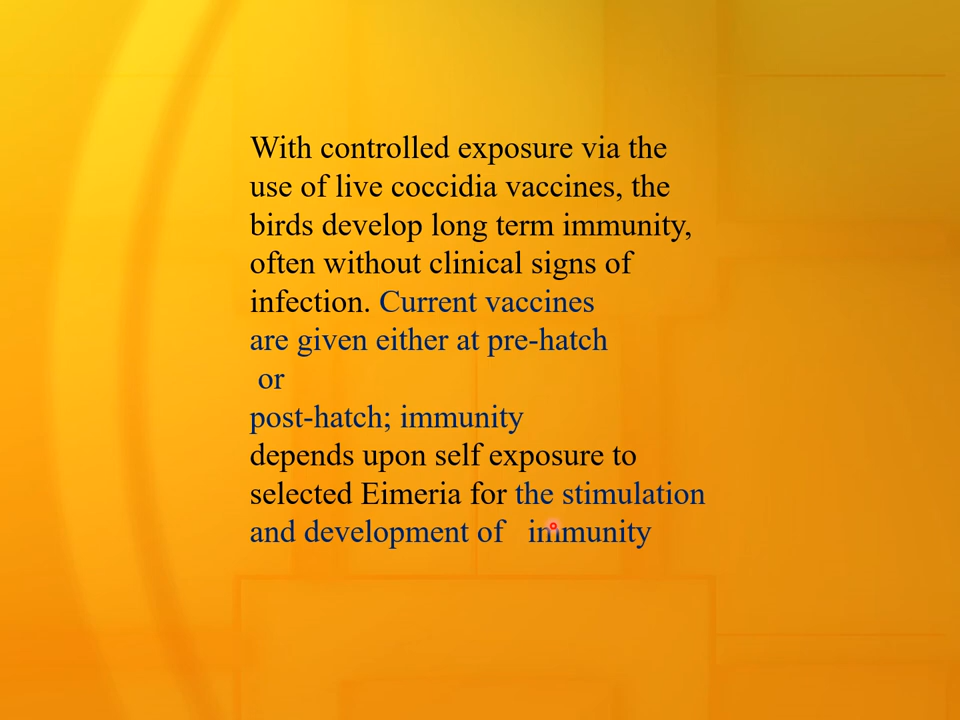 With controlled exposure via the
use of live coccidia vaccines, the
birds develop long term immunity,
often without clinical signs of
infection. Current vaccines
are given either at pre-hatch
or
post-hatch; immunity
depends upon self exposure to
selected Eimeria for the stimulation
and development of immunity